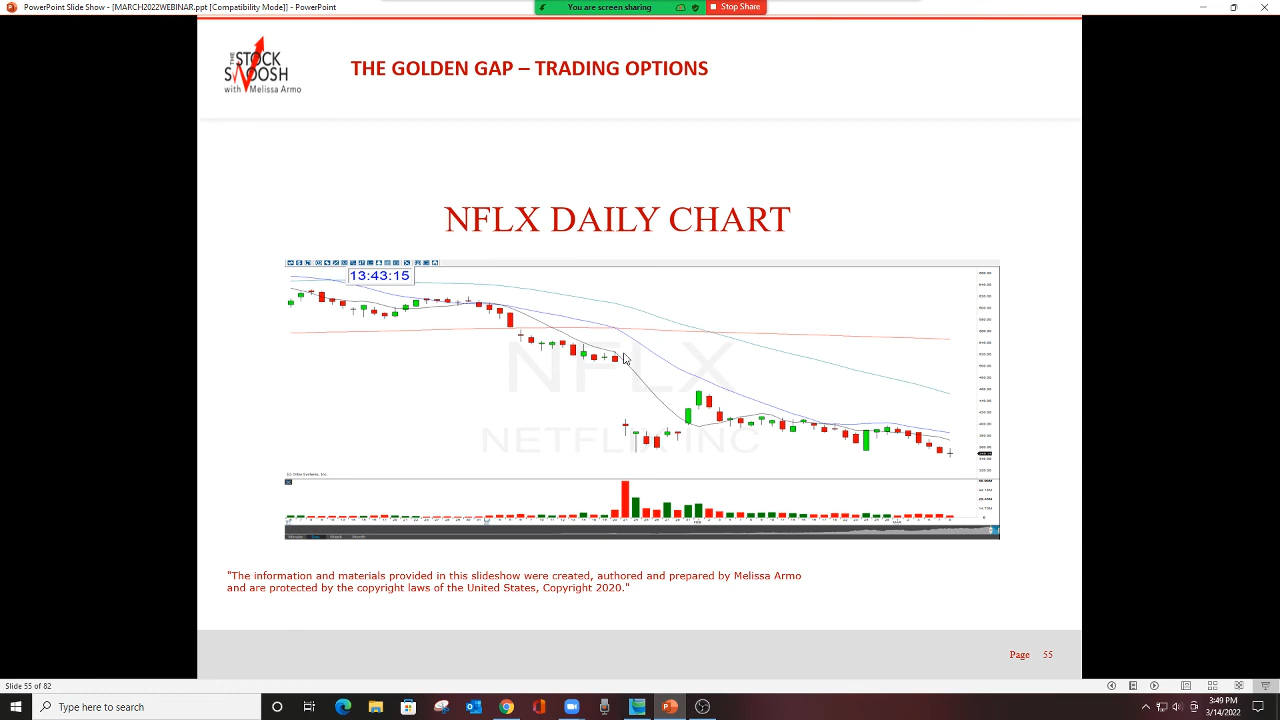 PowerPoint Slide Show - [MARCH2022WEBINAR.ppt [Compatibility Mode]] - PowerPoint
You are screen sharing
Stop Share
THE STOCK SWOOSH
with Melissa Armo
THE GOLDEN GAP – TRADING OPTIONS
NFLX DAILY CHART
13:43:15
NFLX
NETFLIX INC
"The information and materials provided in this slideshow were created, authored and prepared by Melissa Armo
and are protected by the copyright laws of the United States, Copyright 2020."
Page 55
Slide 55 of 82
Type here to search
3:49 PM
3/14/2022